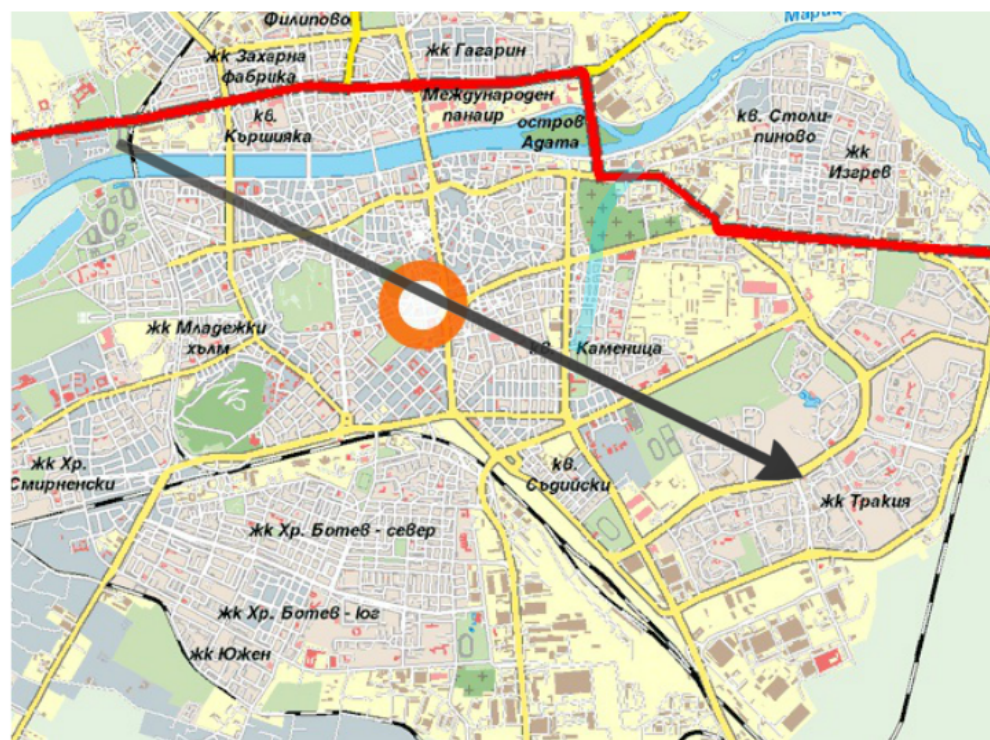 Филипово
Мариц
жк Гагарин
жк Захарна
фабрика
Международен
панаир
кв.
Кършияка
остров
Адата
кв. Столи-
пиново
жк
Изгрев
жк Младежки
хълм
кв. Каменица
жк Хр.
Смирненски
кв.
Съдийски
жк Тракия
жк Хр. Ботев - север
жк Хр. Ботев - юг
жк Южен